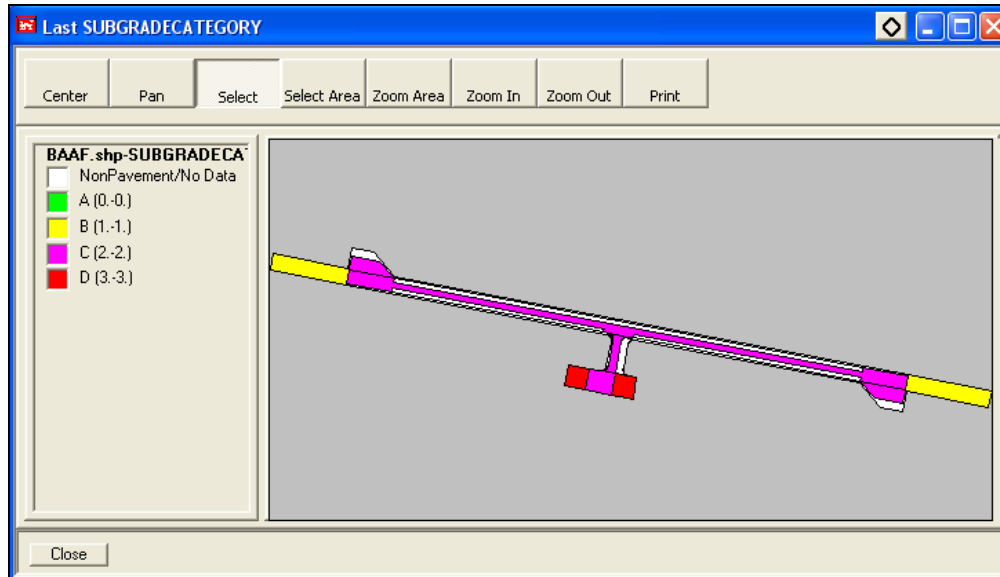 Last SUBGRADECATEGORY
Center Pan Select Select Area Zoom Area Zoom In Zoom Out Print
BAAF.shp-SUBGRADECA
NonPavement/No Data
A (0.-0.)
B (1.-1.)
C (2.-2.)
D (3.-3.)
Close